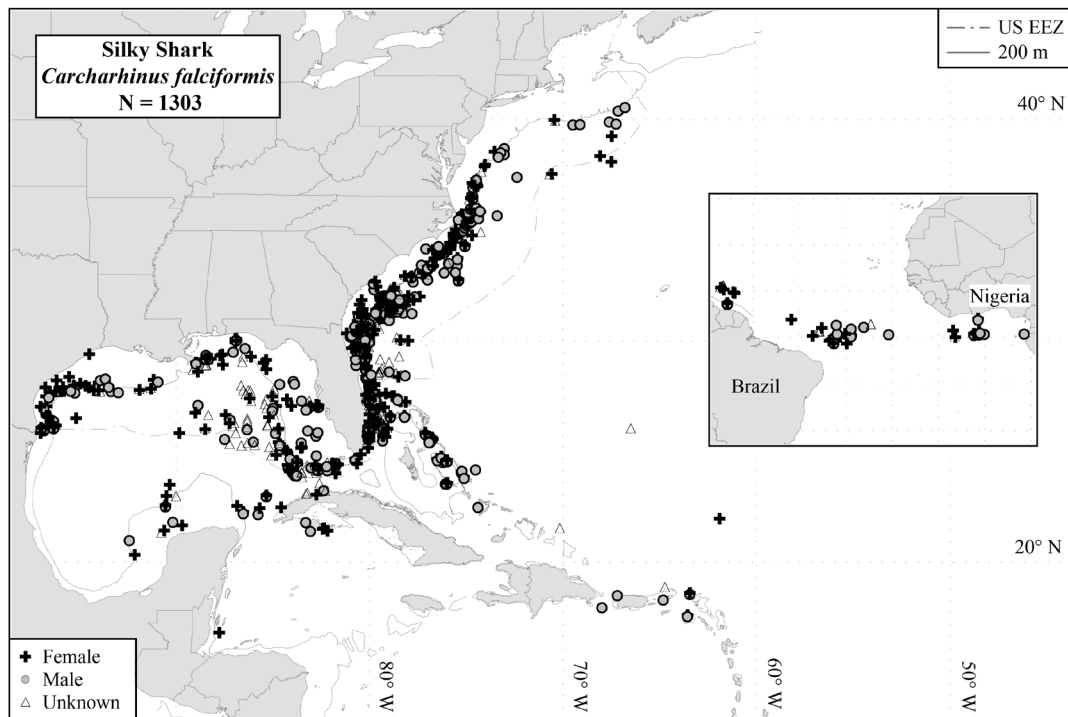 Silky Shark
Carcharhinus falciformis
N = 1303
US EEZ
200 m
40° N
Nigeria
Brazil
20° N
Female
Male
Unknown
80° W
70° W
60° W
50° W